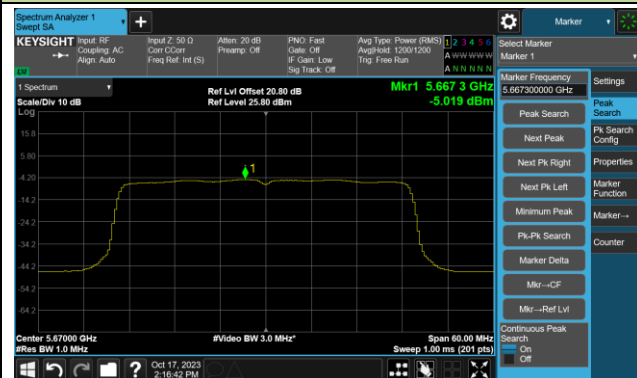 Spectrum Analyzer 1
Swept SA
Marker
KEYSIGHT
Input: RF
Coupling: AC
Align: Auto
Input Z: 50 Ω
Corr CCorr
Freq Ref: Int (S)
Atten: 20 dB
Preamp: Off
PNO: Fast
Gate: Off
IF Gain: Low
Sig Track: Off
Avg Type: Power (RMS)
Avg|Hold: 1200/1200
Trig: Free Run
1 2 3 4 5 6
A W W W W W
A N N N N N
LXI
Select Marker
Marker 1
1 Spectrum
Scale/Div 10 dB
Log
Ref Lvl Offset 20.80 dB
Ref Level 25.80 dBm
Mkr1 5.667 3 GHz
-5.019 dBm
15.8
5.80
-4.20
-14.2
-24.2
-34.2
-44.2
-54.2
-64.2
1
Center 5.67000 GHz
#Res BW 1.0 MHz
#Video BW 3.0 MHz*
Span 60.00 MHz
Sweep 1.00 ms (201 pts)
Marker Frequency
5.667300000 GHz
Peak Search
Next Peak
Next Pk Right
Next Pk Left
Minimum Peak
Pk-Pk Search
Marker Delta
Mkr→CF
Mkr→Ref Lvl
Continuous Peak
Search
On
Off
Settings
Peak
Search
Pk Search
Config
Properties
Marker
Function
Marker→
Counter
Oct 17, 2023
2:16:42 PM